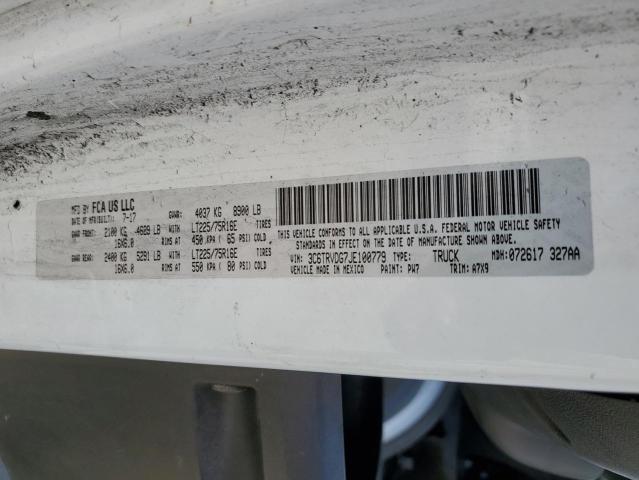 MFD BY FCA US LLC
DATE OF MFR(BUILT): 7-17 GVWR: 4037 KG 8900 LB
GAWR FRONT: 2100 KG 4629 LB WITH LT225/75R16E TIRES
16X6.0 RIMS AT 450 KPA ( 65 PSI) COLD
GAWR REAR: 2400 KG 5291 LB WITH LT225/75R16E TIRES
16X6.0 RIMS AT 550 KPA ( 80 PSI) COLD
THIS VEHICLE CONFORMS TO ALL APPLICABLE U.S.A. FEDERAL MOTOR VEHICLE SAFETY
STANDARDS IN EFFECT ON THE DATE OF MANUFACTURE SHOWN ABOVE.
VIN: 3C6TRVDG7JE100779 TYPE: TRUCK MDH: 072617 327AA
VEHICLE MADE IN MEXICO PAINT: PW7 TRIM: A7X9